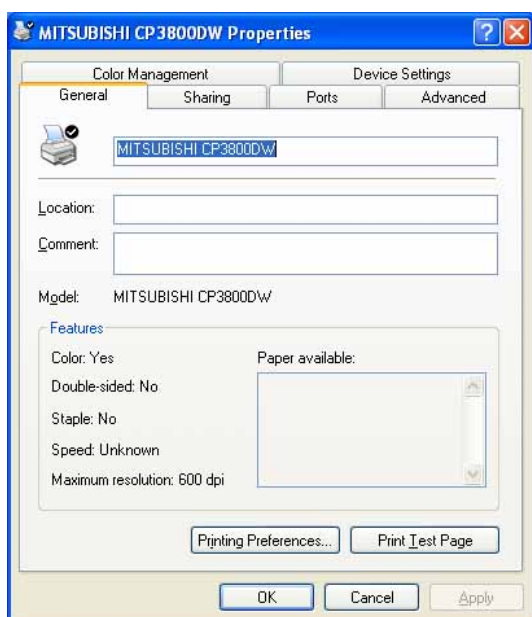 MITSUBISHI CP3800DW Properties
Color Management
Device Settings
General
Sharing
Ports
Advanced
MITSUBISHI CP3800DW
Location:
Comment:
Model: MITSUBISHI CP3800DW
Features
Color: Yes
Paper available:
Double-sided: No
Staple: No
Speed: Unknown
Maximum resolution: 600 dpi
Printing Preferences...
Print Test Page
OK
Cancel
Apply